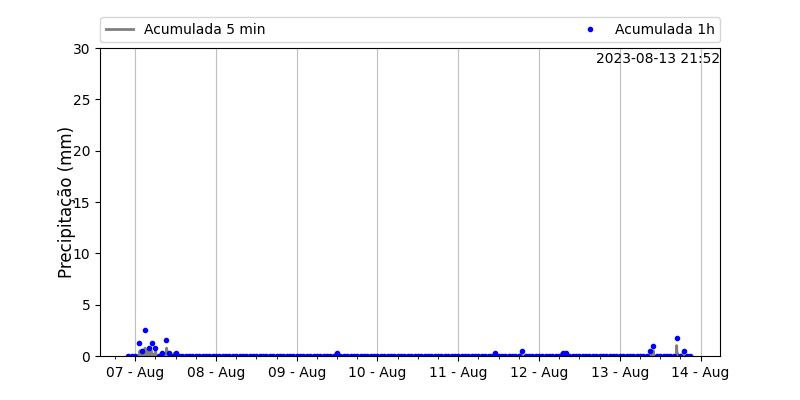 Acumulada 5 min
Acumulada 1h
2023-08-13 21:52
Precipitação (mm)
30
25
20
15
10
5
0
07 - Aug
08 - Aug
09 - Aug
10 - Aug
11 - Aug
12 - Aug
13 - Aug
14 - Aug